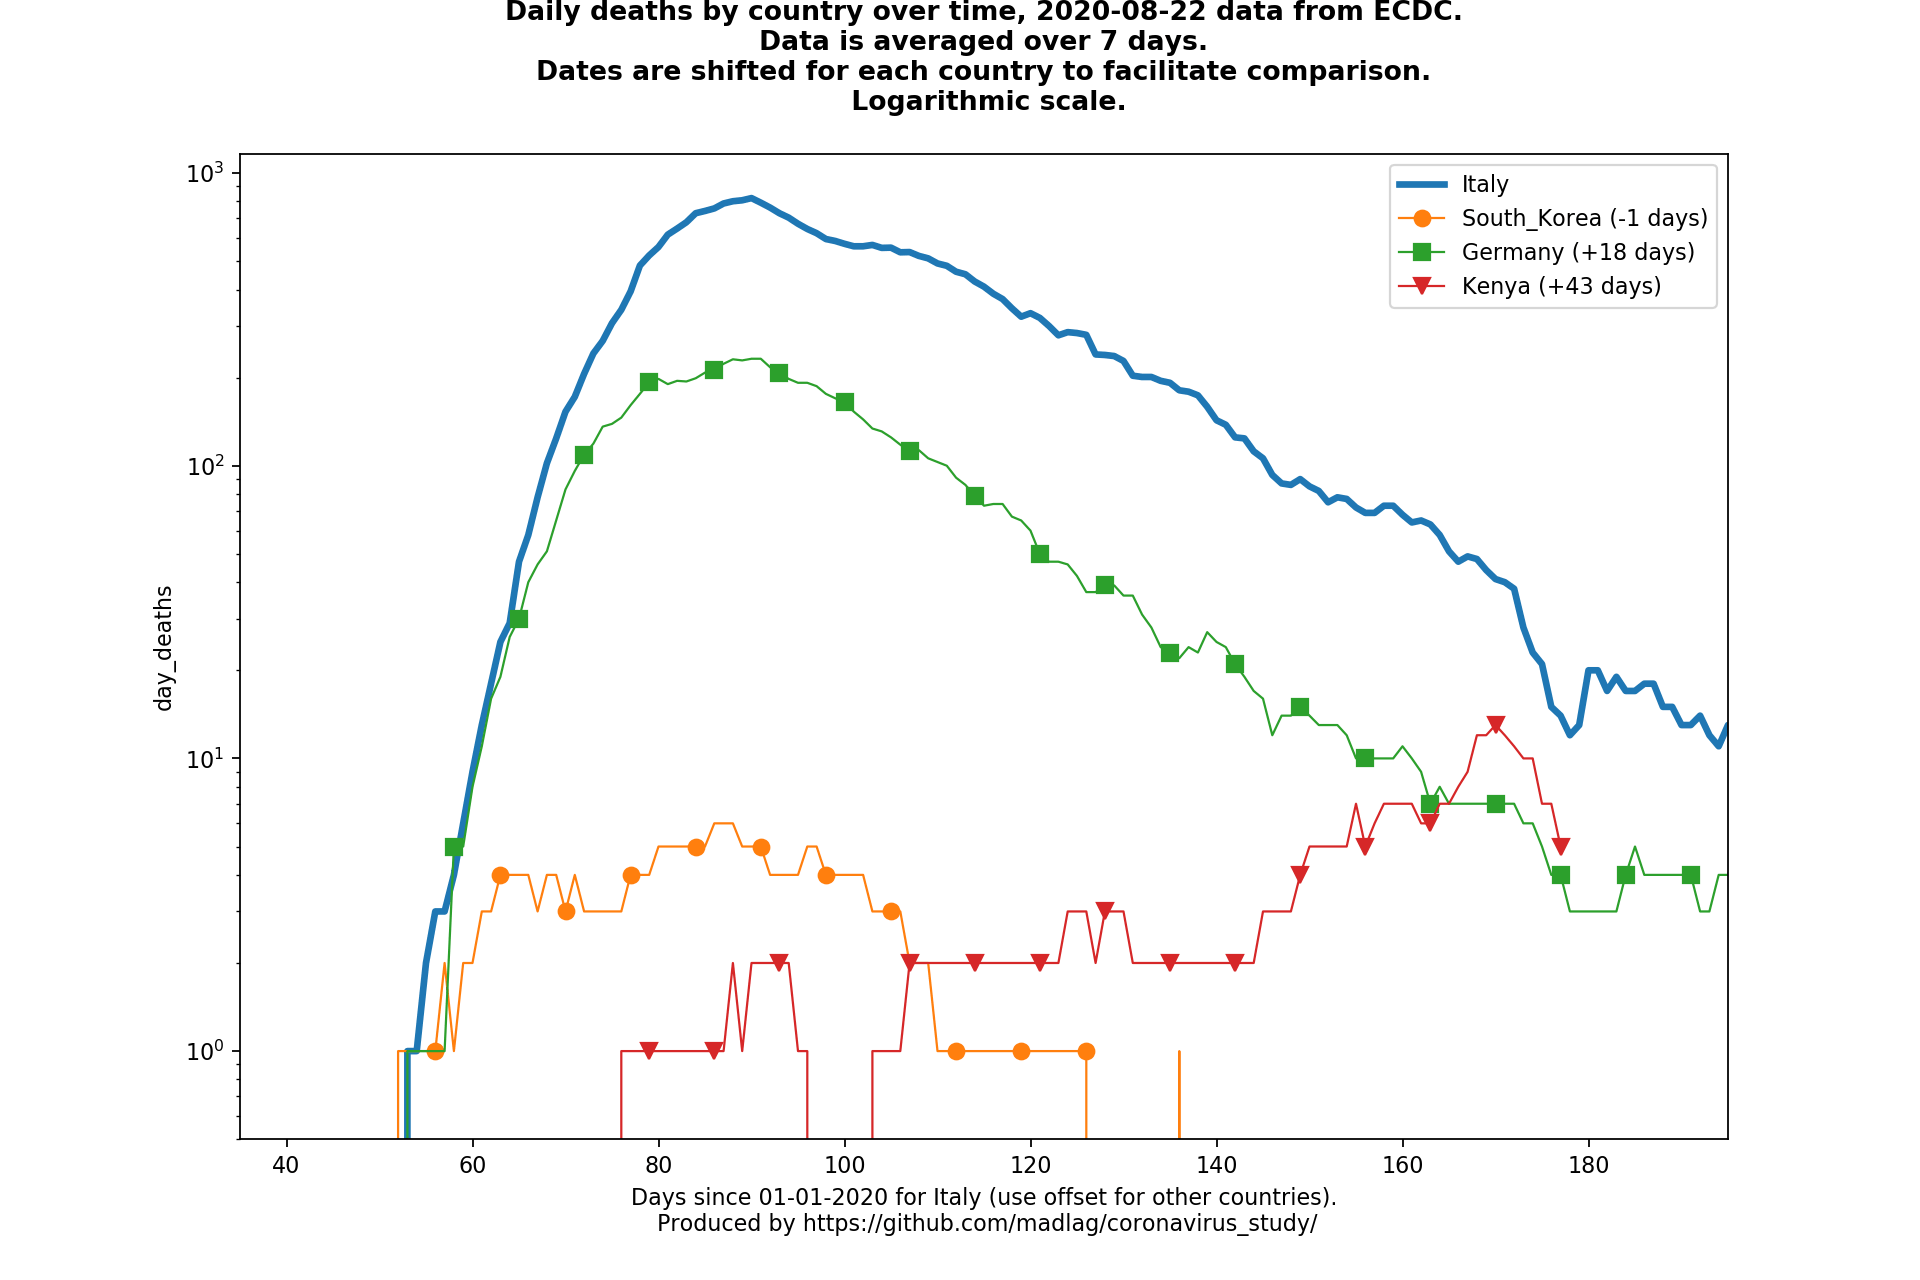 Daily deaths by country over time, 2020-08-22 data from ECDC.
Data is averaged over 7 days.
Dates are shifted for each country to facilitate comparison.
Logarithmic scale.
10³
10²
10¹
10⁰
day_deaths
Italy
South_Korea (-1 days)
Germany (+18 days)
Kenya (+43 days)
40 60 80 100 120 140 160 180
Days since 01-01-2020 for Italy (use offset for other countries).
Produced by https://github.com/madlag/coronavirus_study/